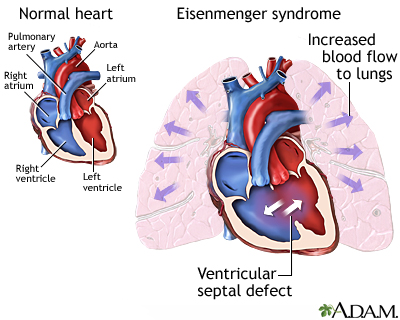 Normal heart
Eisenmenger syndrome
Pulmonary
artery
Aorta
Right
atrium
Left
atrium
Right
ventricle
Left
ventricle
Increased
blood flow
to lungs
Ventricular
septal defect
ADAM.